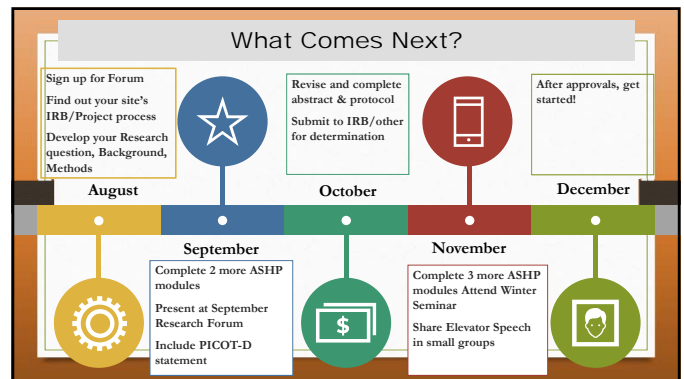 What Comes Next?
Sign up for Forum
Find out your site's
IRB/Project process
Develop your Research
question, Background,
Methods
August
September
Complete 2 more ASHP
modules
Present at September
Research Forum
Include PICOT-D
statement
Revise and complete
abstract & protocol
Submit to IRB/other
for determination
October
$
November
Complete 3 more ASHP
modules Attend Winter
Seminar
Share Elevator Speech
in small groups
After approvals, get
started!
December